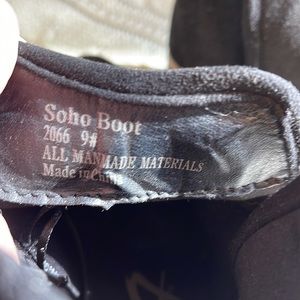 Soho Boot
2066 9#
ALL MANMADE MATERIALS
Made in China